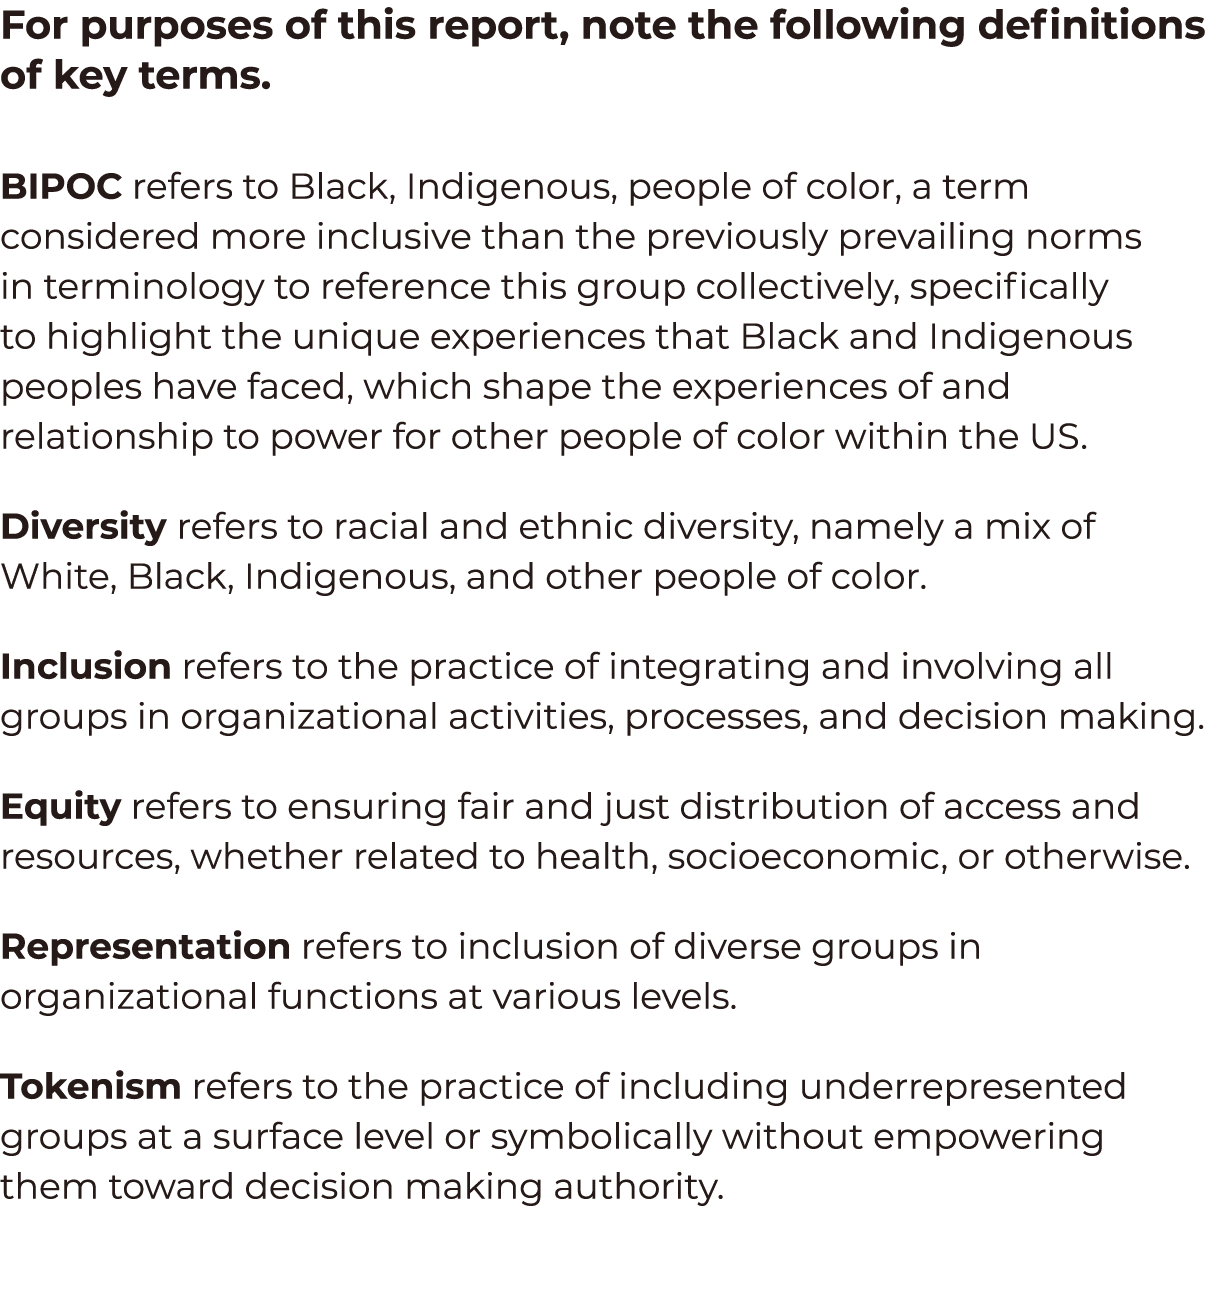 For purposes of this report, note the following definitions
of key terms.
BIPOC refers to Black, Indigenous, people of color, a term
considered more inclusive than the previously prevailing norms
in terminology to reference this group collectively, specifically
to highlight the unique experiences that Black and Indigenous
peoples have faced, which shape the experiences of and
relationship to power for other people of color within the US.
Diversity refers to racial and ethnic diversity, namely a mix of
White, Black, Indigenous, and other people of color.
Inclusion refers to the practice of integrating and involving all
groups in organizational activities, processes, and decision making.
Equity refers to ensuring fair and just distribution of access and
resources, whether related to health, socioeconomic, or otherwise.
Representation refers to inclusion of diverse groups in
organizational functions at various levels.
Tokenism refers to the practice of including underrepresented
groups at a surface level or symbolically without empowering
them toward decision making authority.